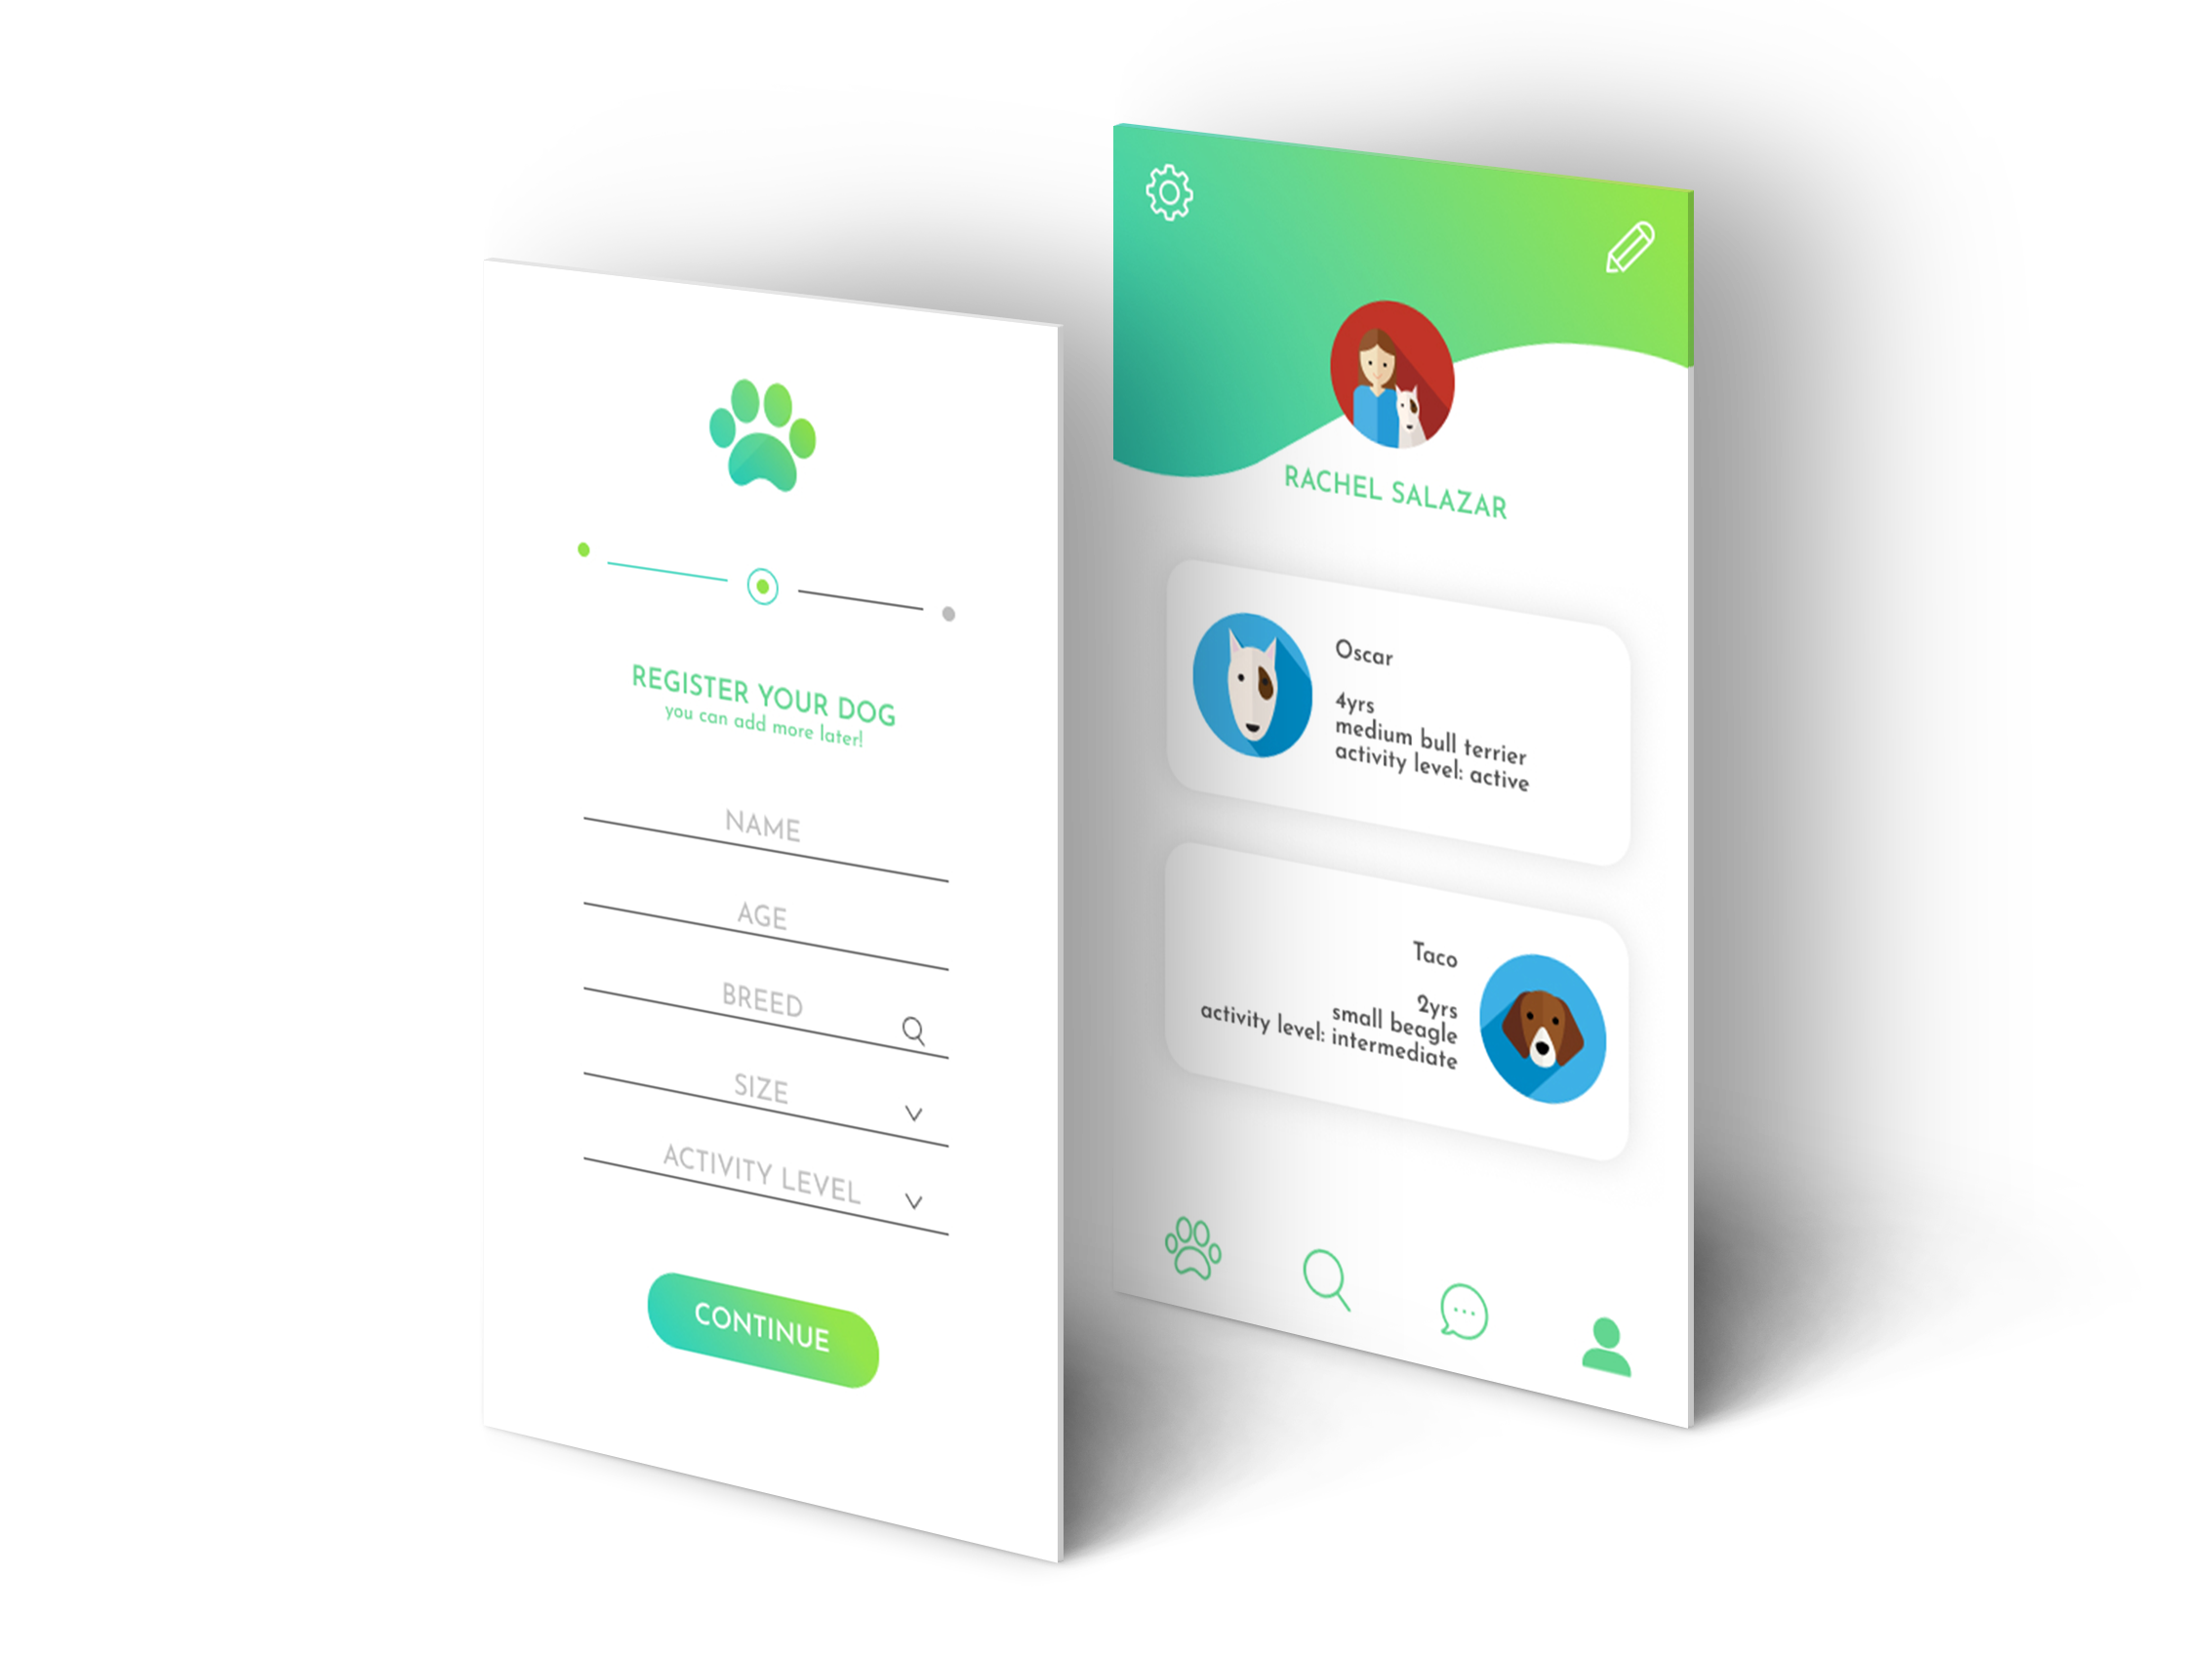 REGISTER YOUR DOG
you can add more later!
NAME
AGE
BREED
SIZE
ACTIVITY LEVEL
CONTINUE
RACHEL SALAZAR
Oscar
4yrs
medium bull terrier
activity level: active
Taco
2yrs
small beagle
activity level: intermediate